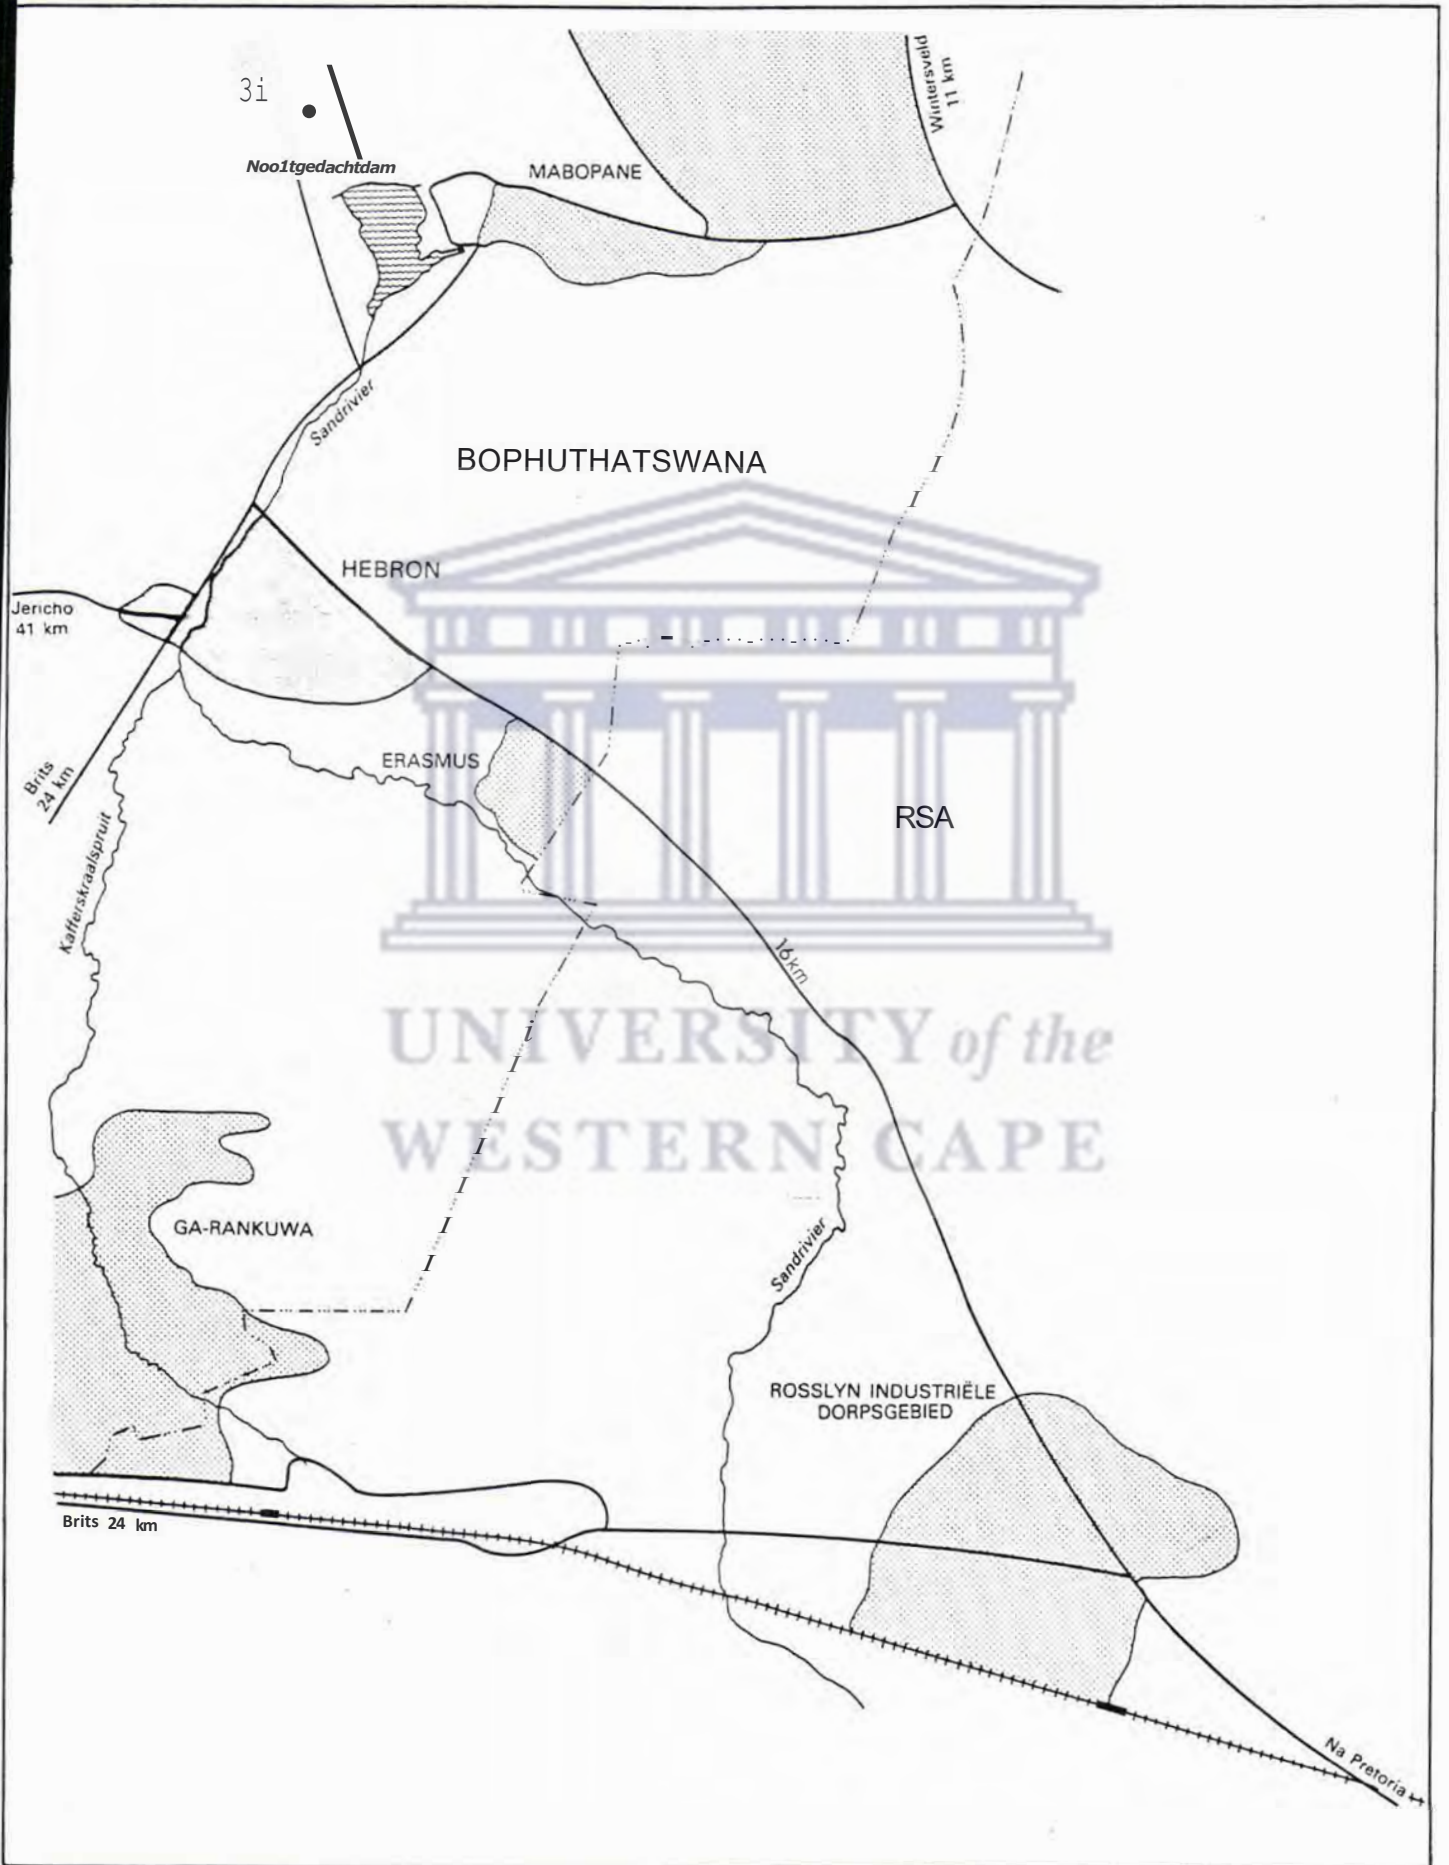 3i
Noo1tgedachtdam
Wintersveld
11 km
MABOPANE
Sandrivier
BOPHUTHATSWANA
HEBRON
Jericho
41 km
Brits
24 km
ERASMUS
RSA
Kafferskraalspruit
16km
UNIVERSITY of the
WESTERN CAPE
GA-RANKUWA
Sandrivier
ROSSLYN INDUSTRIËLE
DORPSGEBIED
Brits 24 km
Na Pretoria